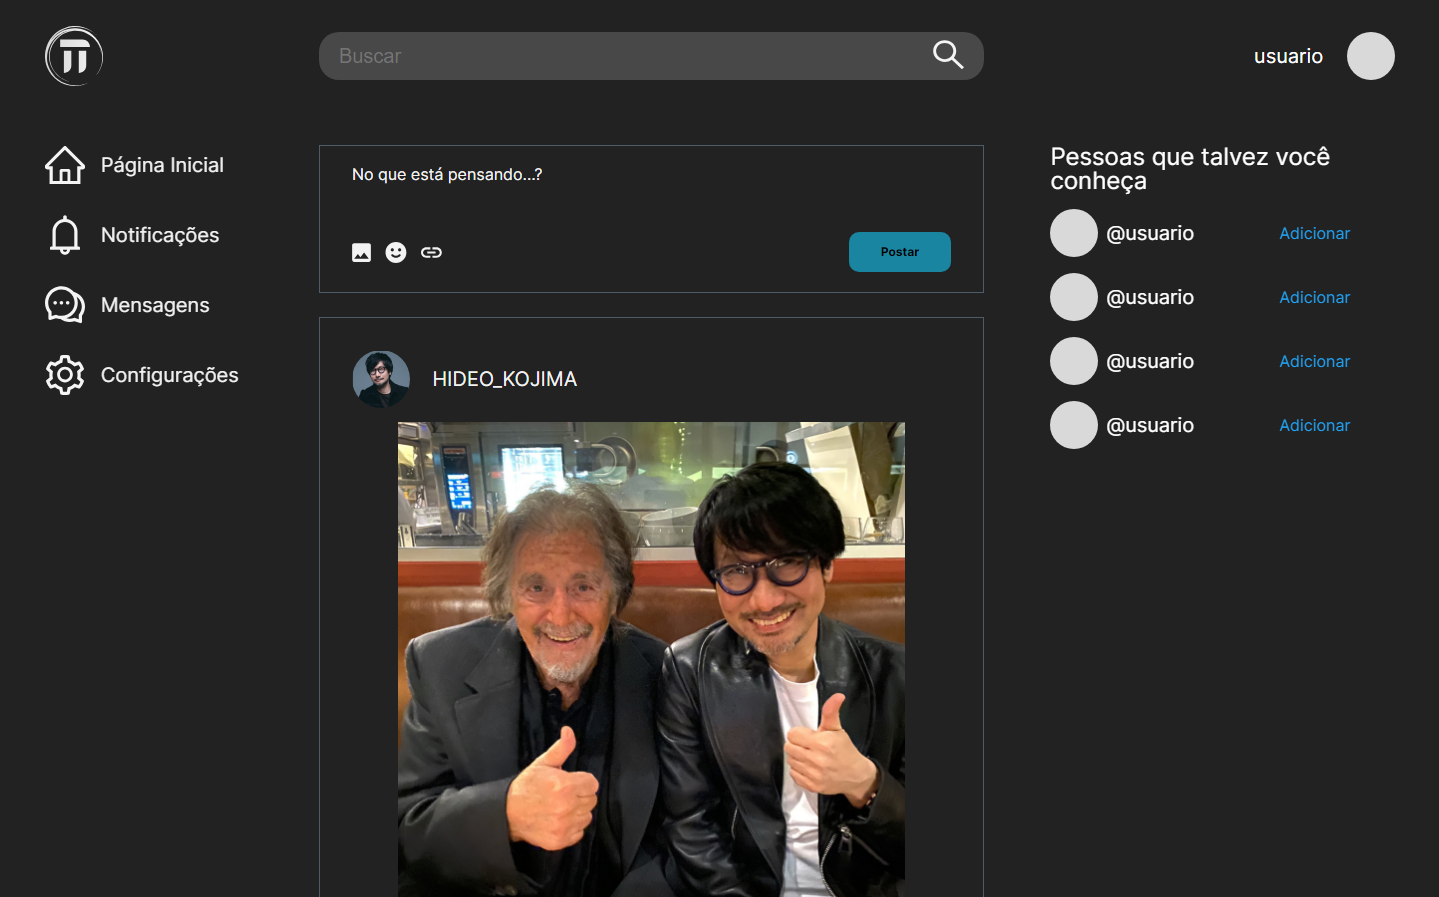 Buscar
usuario
Página Inicial
Notificações
Mensagens
Configurações
No que está pensando...?
Postar
HIDEO_KOJIMA
Pessoas que talvez você
conheça
@usuario Adicionar
@usuario Adicionar
@usuario Adicionar
@usuario Adicionar